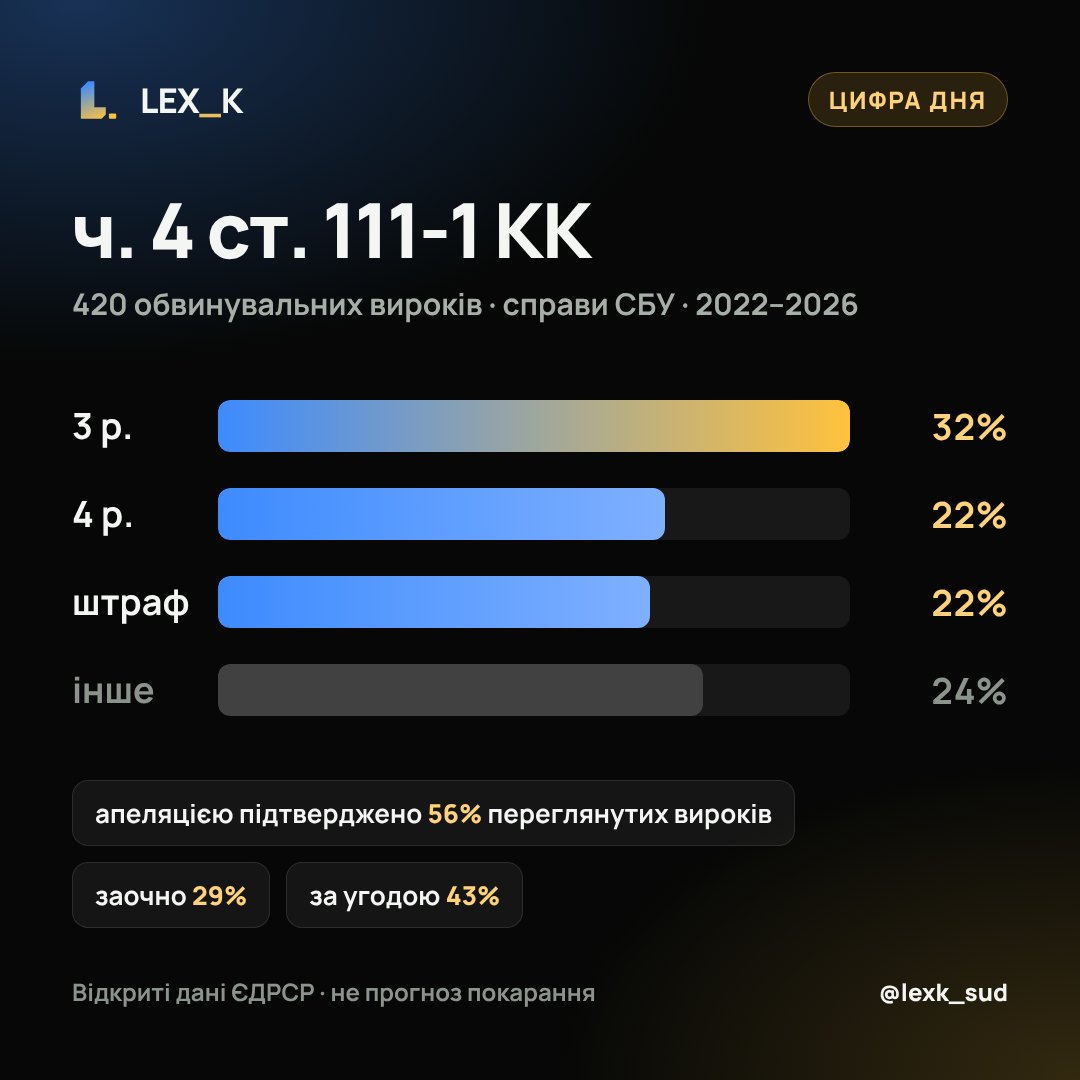 LEX_K
ЦИФРА ДНЯ
ч. 4 ст. 111-1 КК
420 обвинувальних вироків · справи СБУ · 2022–2026
3 р. 32%
4 р. 22%
штраф 22%
інше 24%
апеляцією підтверджено 56% переглянутих вироків
заочно 29%
за угодою 43%
Відкриті дані ЄДРСР · не прогноз покарання
@lexk_sud